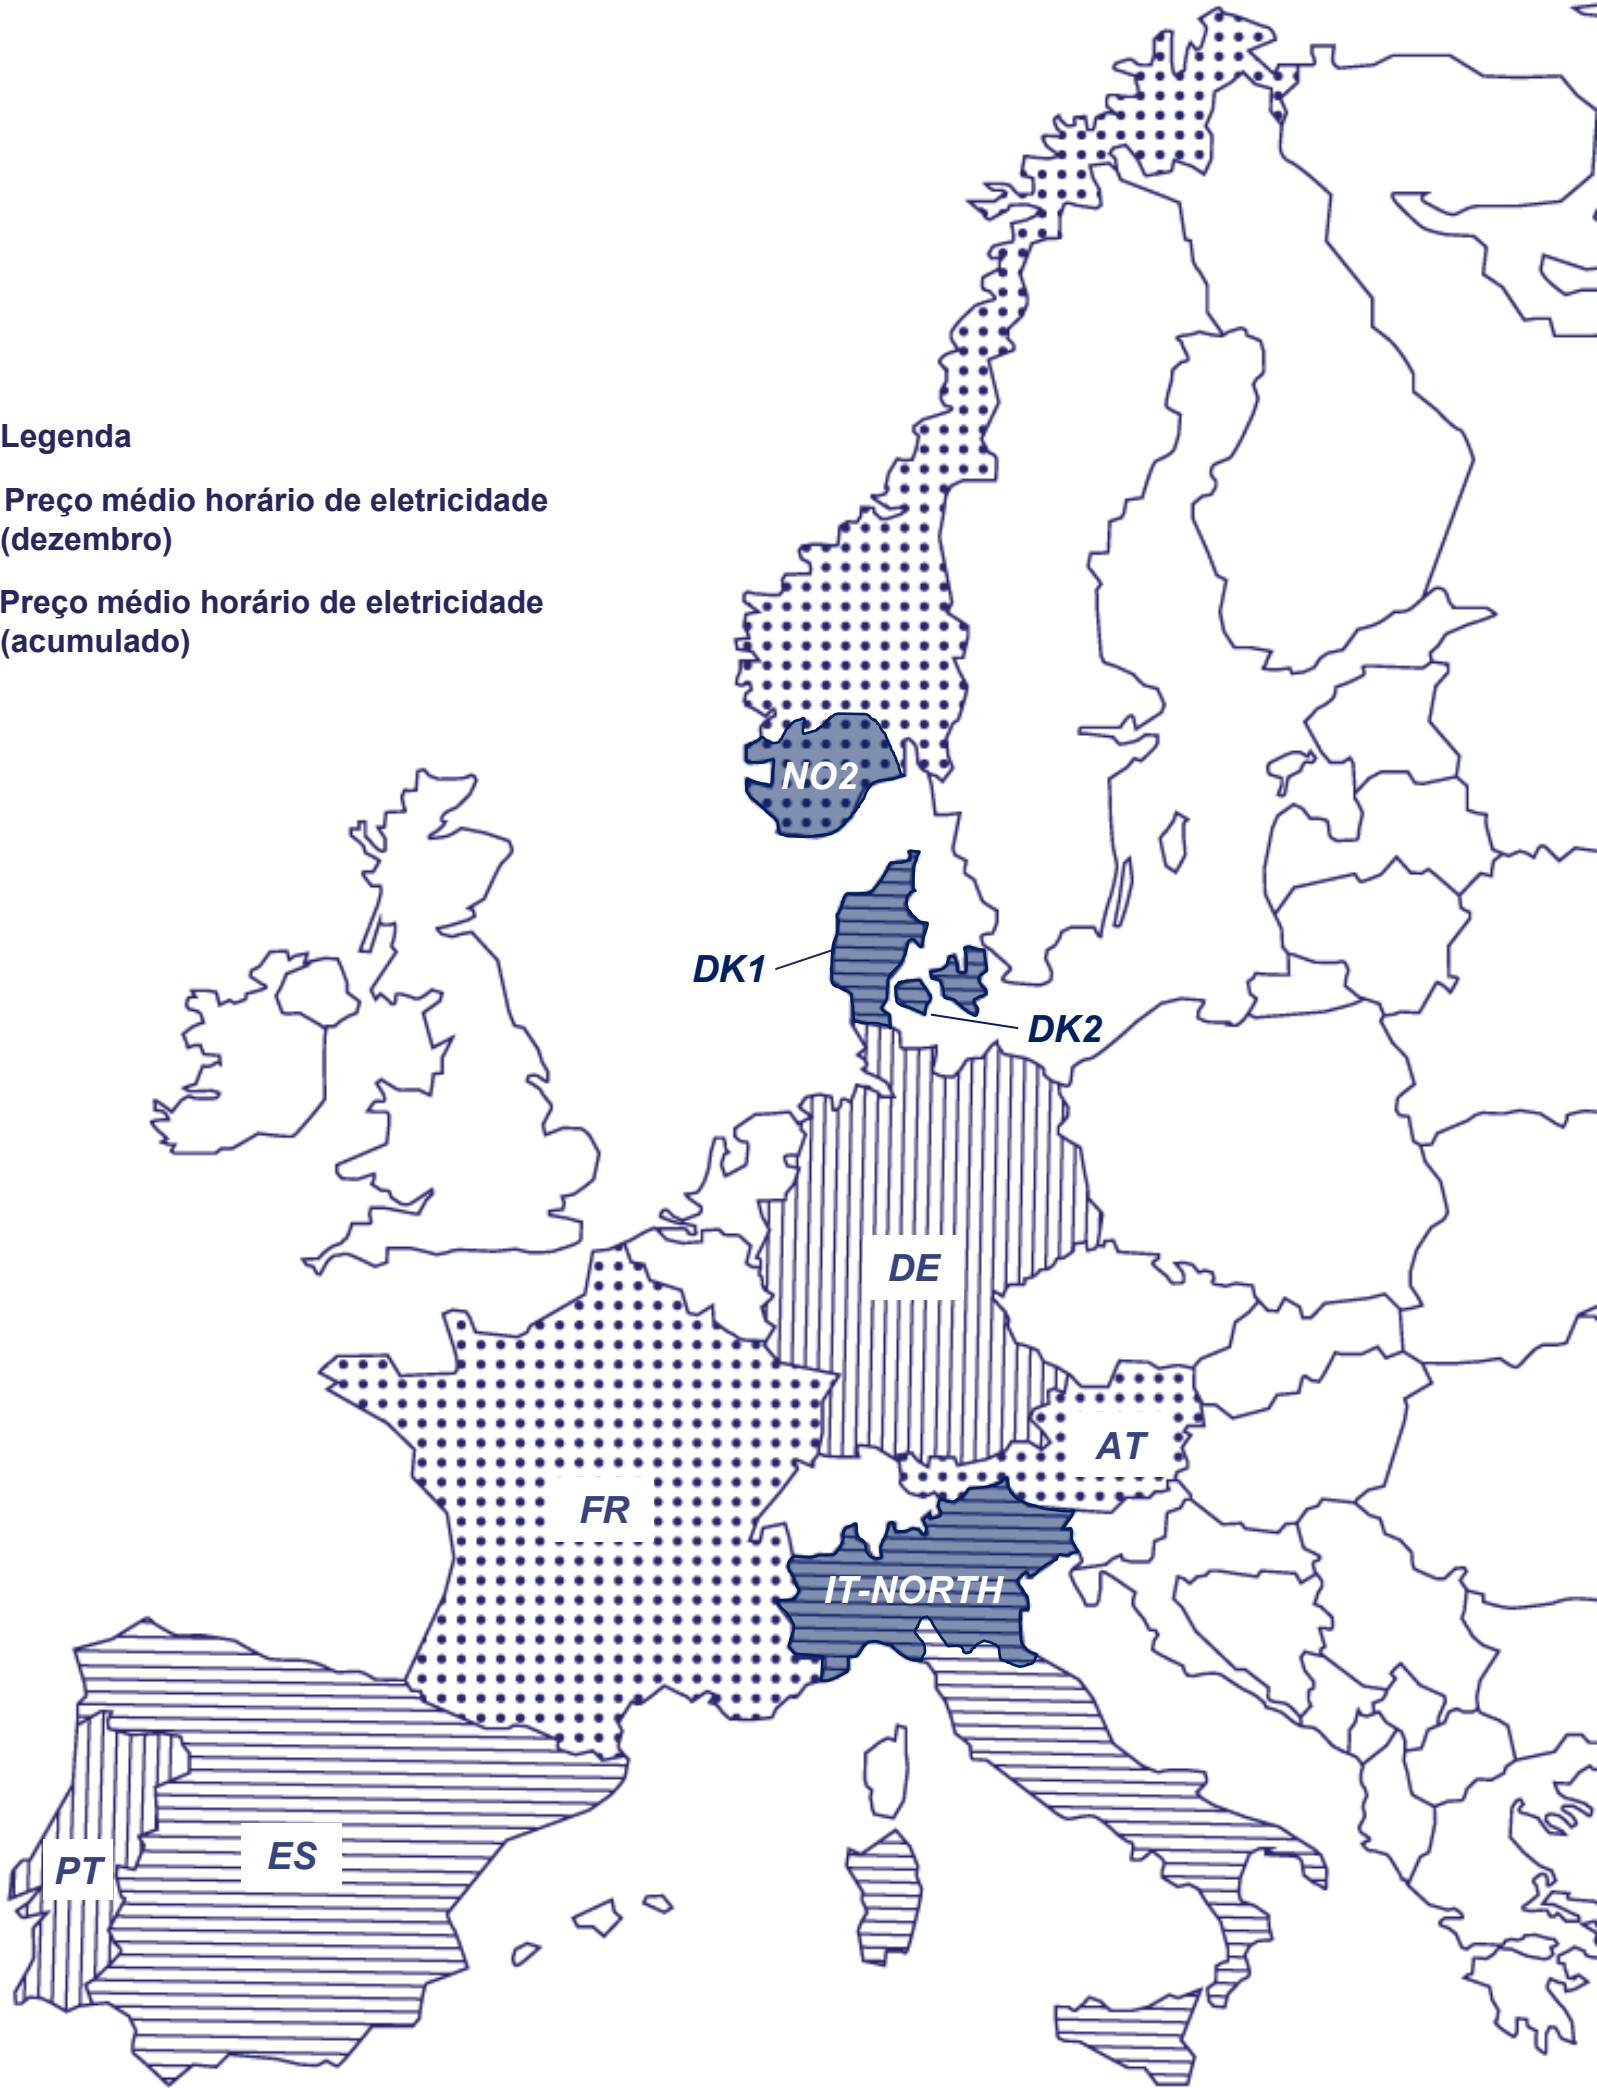 Legenda
Preço médio horário de eletricidade
(dezembro)
Preço médio horário de eletricidade
(acumulado)
NO2
DK1
DK2
DE
AT
FR
IT-NORTH
ES
PT